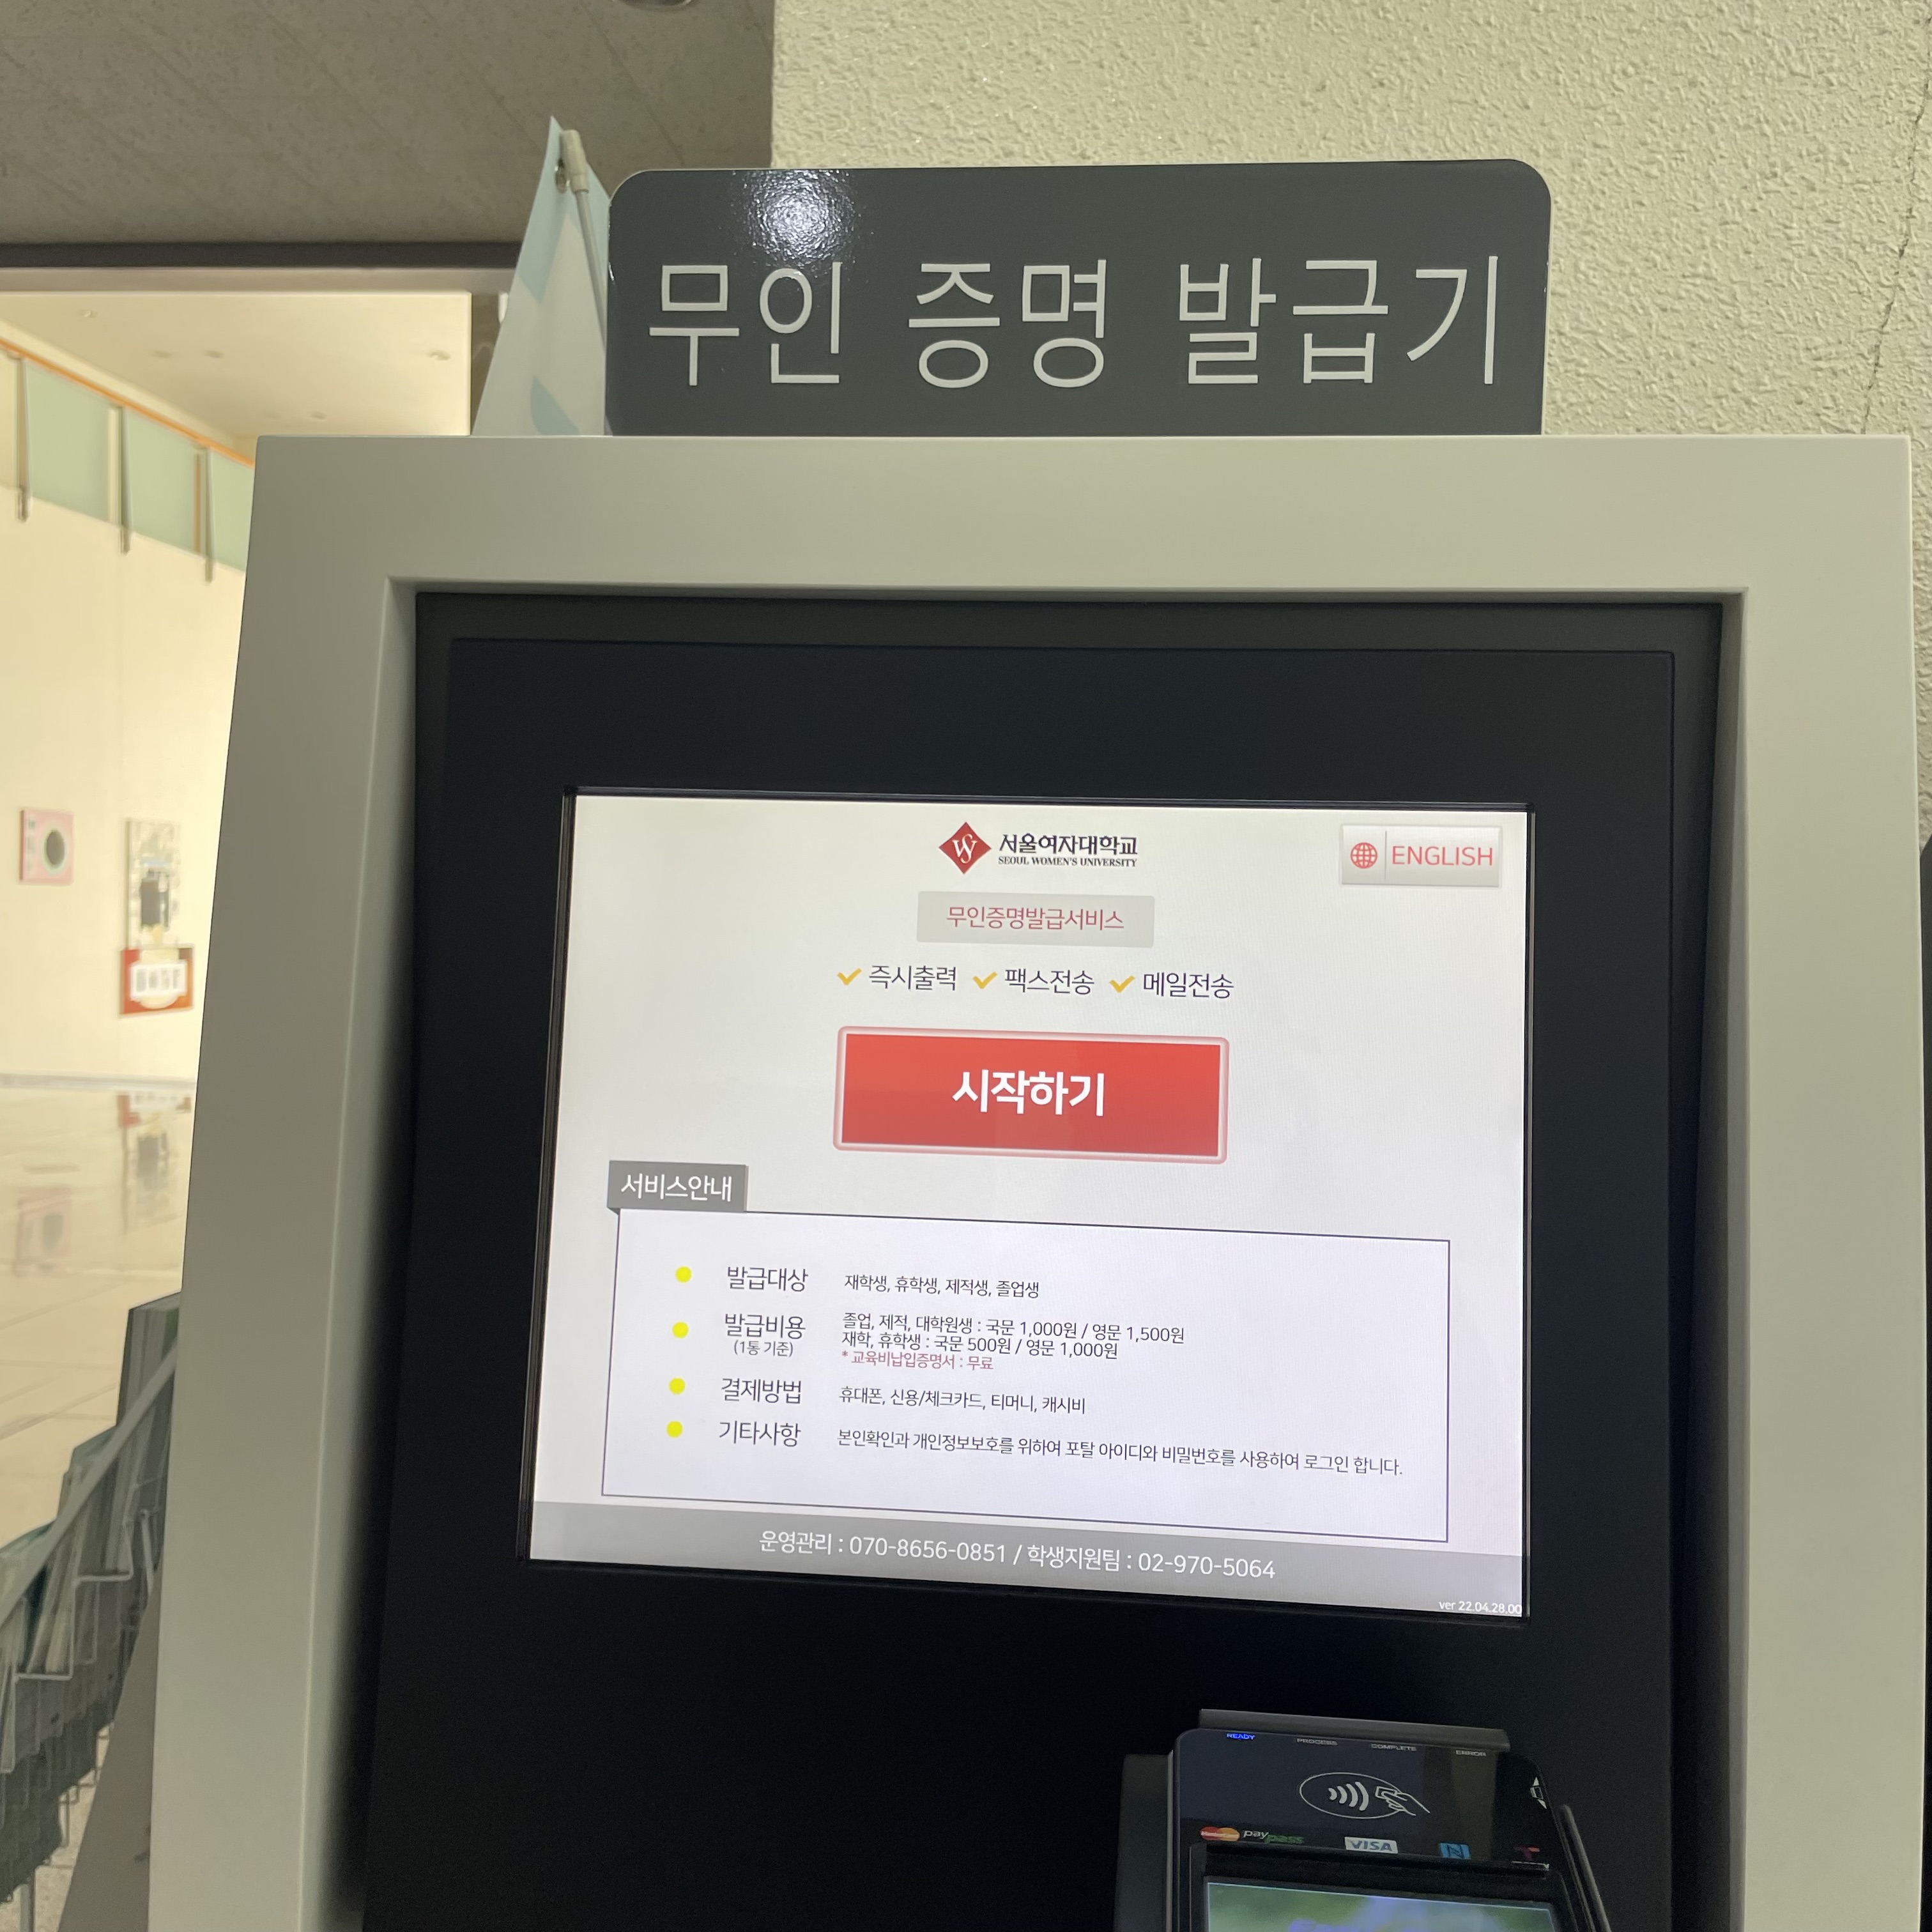 무인 증명 발급기
서울여자대학교
SEOUL WOMEN'S UNIVERSITY
ENGLISH
무인증명발급서비스
즉시출력 팩스전송 메일전송
시작하기
서비스안내
발급대상 재학생, 휴학생, 제적생, 졸업생
발급비용 졸업, 제적, 대학원생 : 국문 1,000원 / 영문 1,500원
(1통 기준) 재학, 휴학생 : 국문 500원 / 영문 1,000원
* 교육비납입증명서 : 무료
결제방법 휴대폰, 신용/체크카드, 티머니, 캐시비
기타사항 본인확인과 개인정보보호를 위하여 포탈 아이디와 비밀번호를 사용하여 로그인 합니다.
운영관리 : 070-8656-0851 / 학생지원팀 : 02-970-5064
ver 22.04.28.00
READY PROCESS COMPLETE ERROR
MasterCard paypass VISA